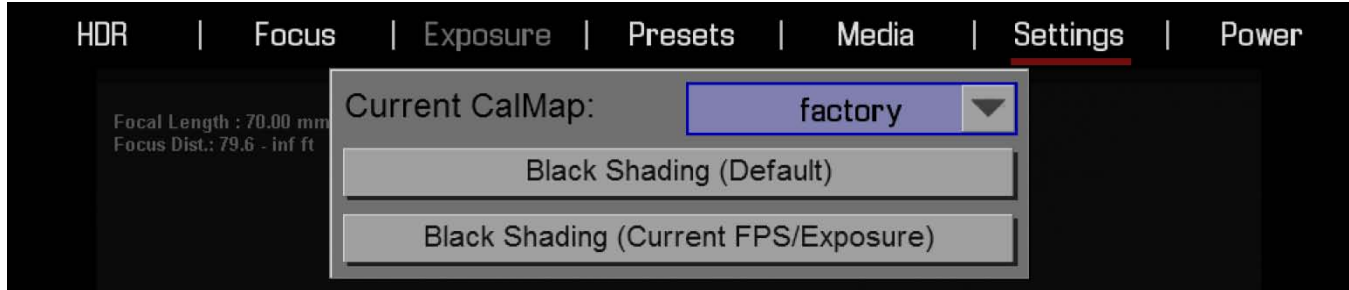 HDR | Focus | Exposure | Presets | Media | Settings | Power
Focal Length : 70.00 mm
Focus Dist.: 79.6 - inf ft
Current CalMap: factory
Black Shading (Default)
Black Shading (Current FPS/Exposure)